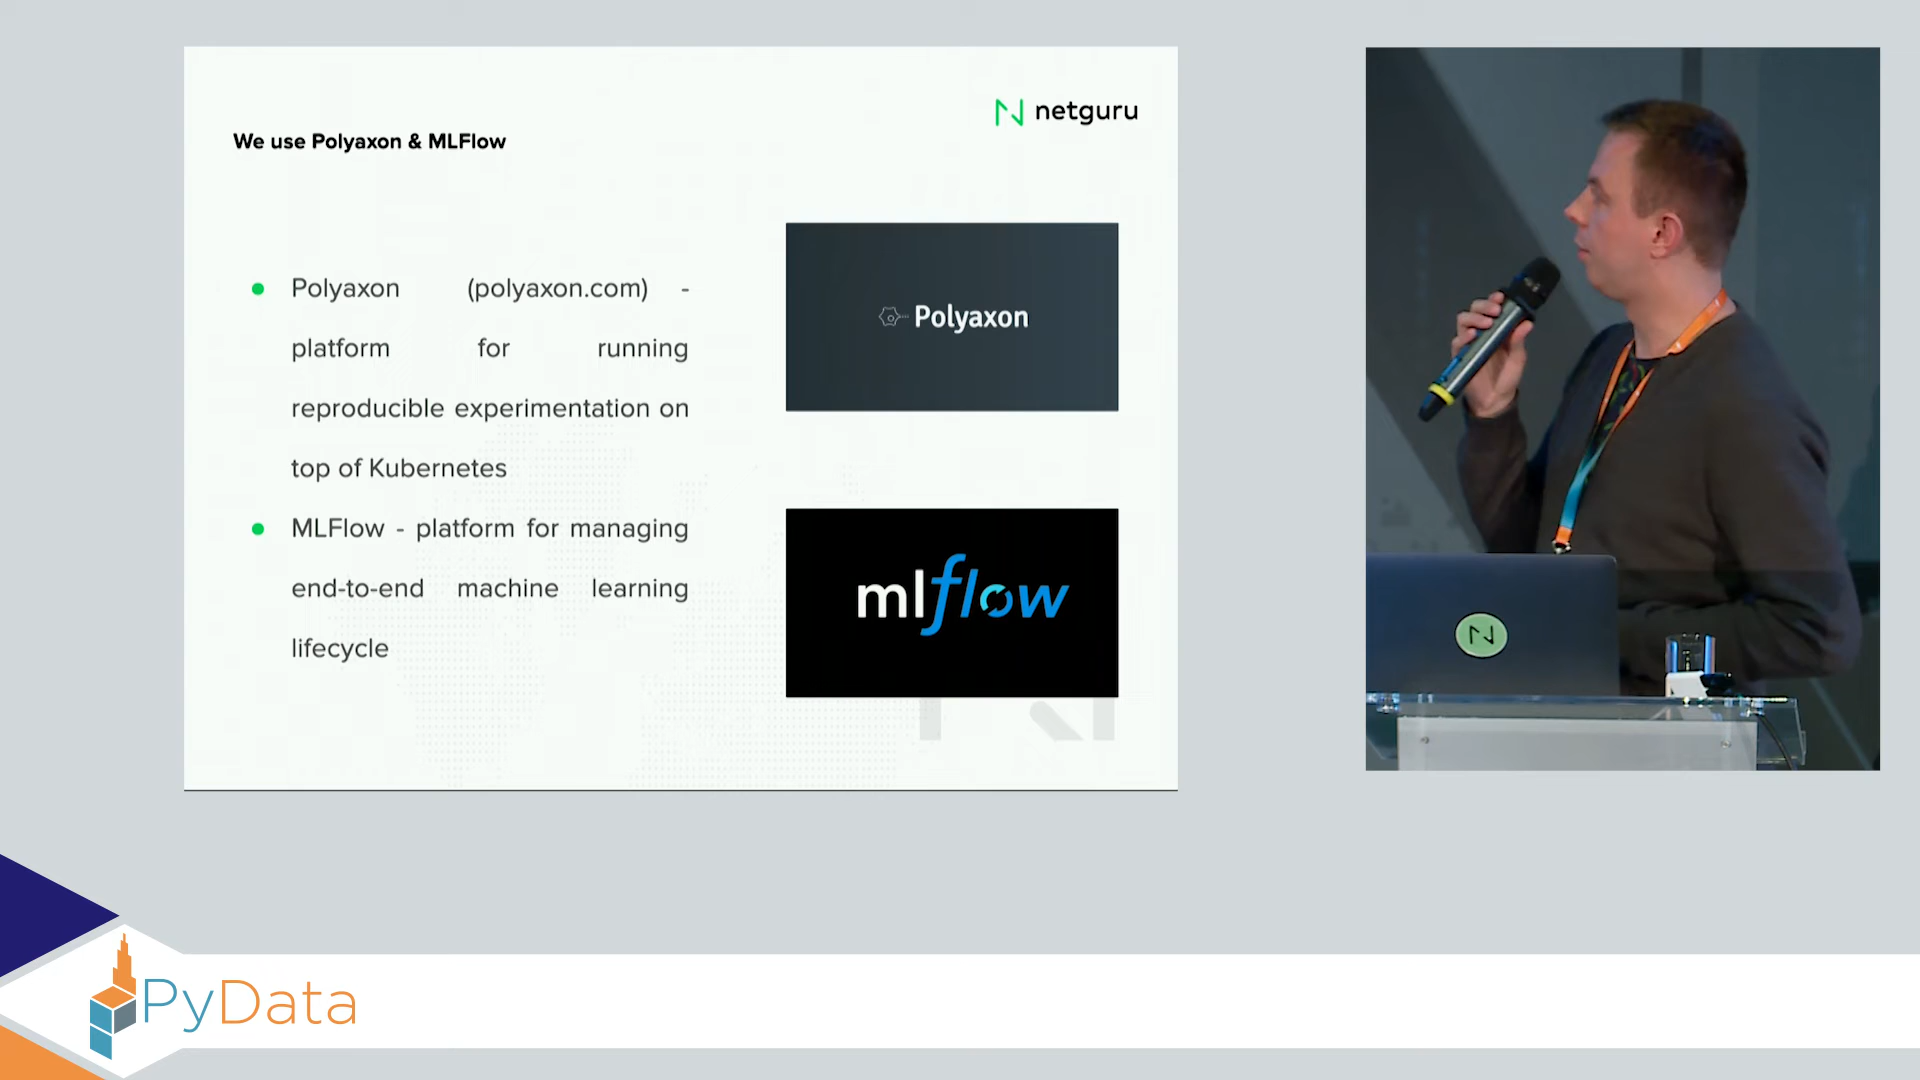 netguru
We use Polyaxon & MLFlow
Polyaxon (polyaxon.com) -
platform for running
reproducible experimentation on
top of Kubernetes
MLFlow - platform for managing
end-to-end machine learning
lifecycle
Polyaxon
mlflow
PyData